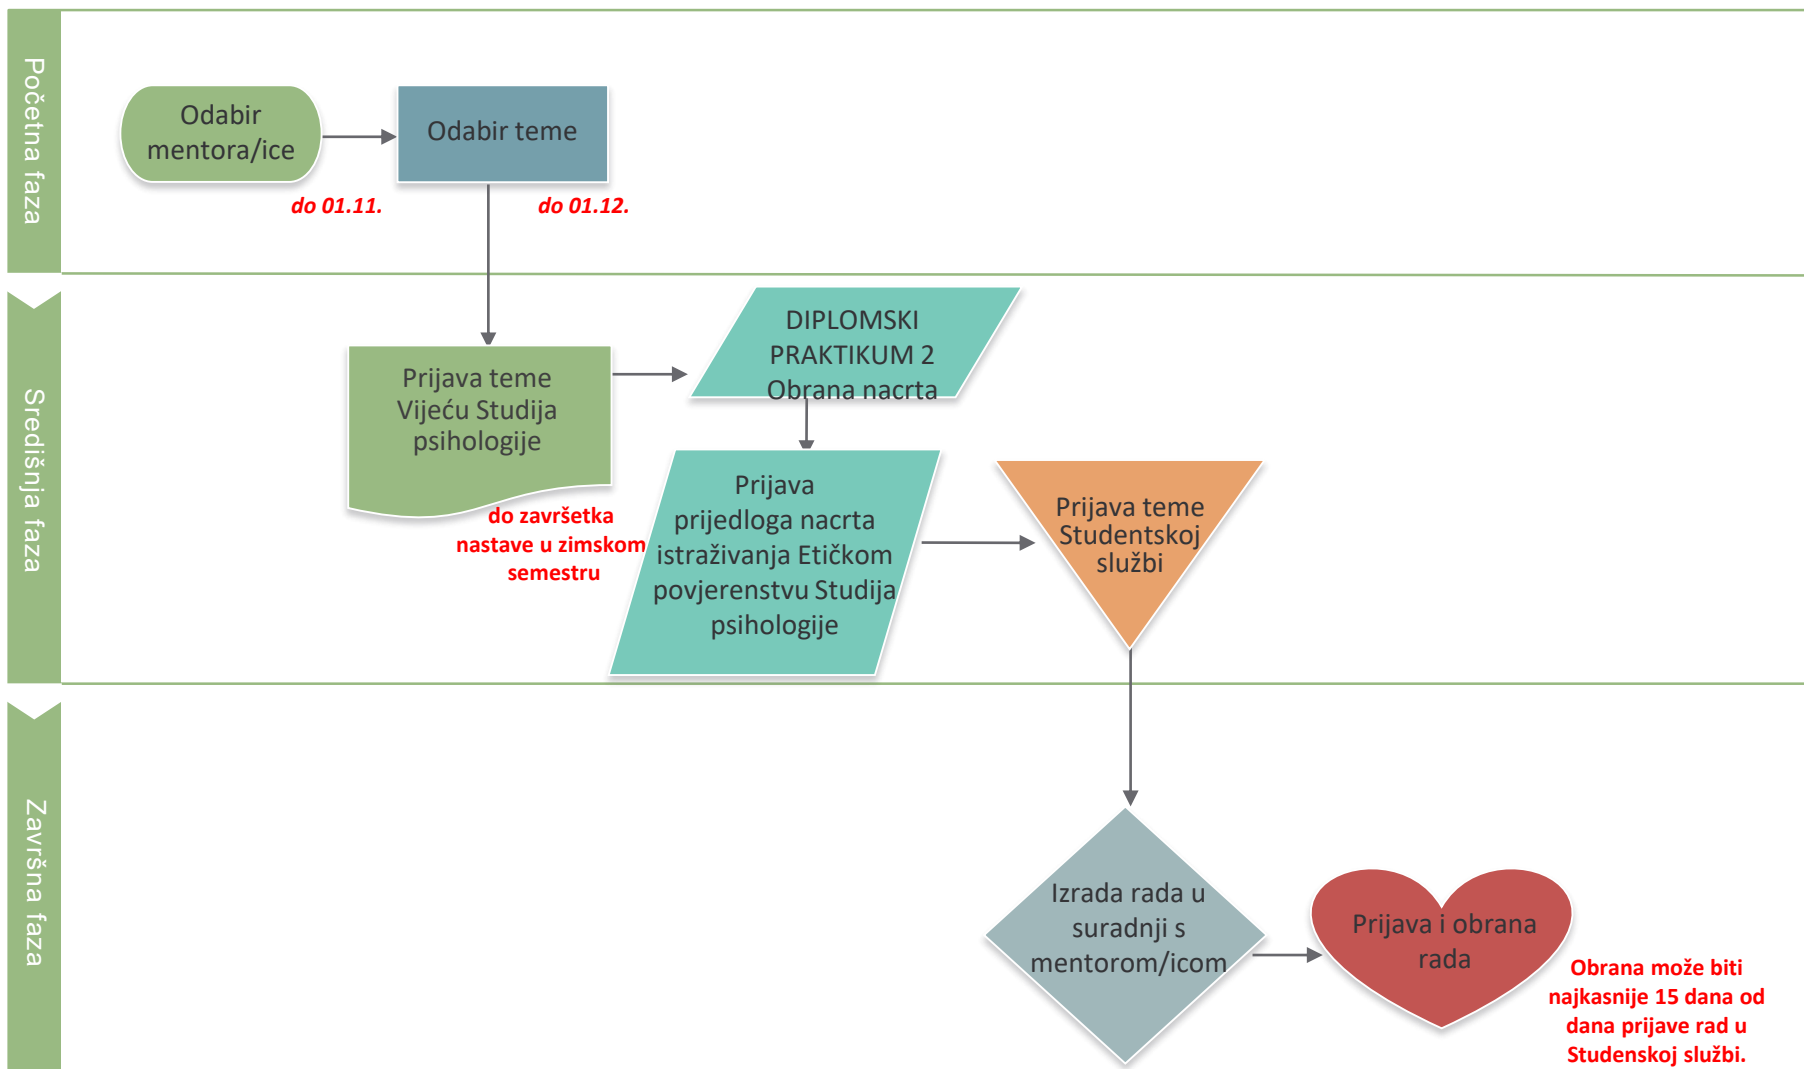 Početna faza
Odabir
mentora/ice
Odabir teme
do 01.11.
do 01.12.
Središnja faza
Prijava teme
Vijeću Studija
psihologije
do završetka
nastave u zimskom
semestru
DIPLOMSKI
PRAKTIKUM 2
Obrana nacrta
Prijava
prijedloga nacrta
istraživanja Etičkom
povjerenstvu Studija
psihologije
Prijava teme
Studentskoj
službi
Završna faza
Izrada rada u
suradnji s
mentorom/icom
Prijava i obrana
rada
Obrana može biti
najkasnije 15 dana od
dana prijave rad u
Studenskoj službi.